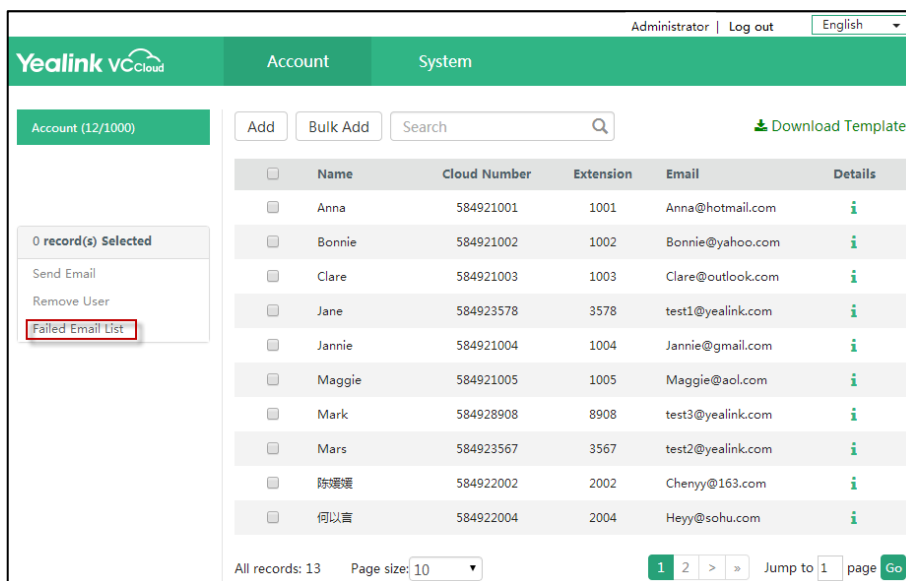 Administrator | Log out English
Yealink VCCloud Account System
Account (12/1000)
Add Bulk Add Search Download Template
Name Cloud Number Extension Email Details
Anna 584921001 1001 Anna@hotmail.com
0 record(s) Selected
Bonnie 584921002 1002 Bonnie@yahoo.com
Send Email
Clare 584921003 1003 Clare@outlook.com
Remove User
Jane 584923578 3578 test1@yealink.com
Failed Email List
Jannie 584921004 1004 Jannie@gmail.com
Maggie 584921005 1005 Maggie@aol.com
Mark 584928908 8908 test3@yealink.com
Mars 584923567 3567 test2@yealink.com
陈媛媛 584922002 2002 Chenyy@163.com
何以言 584922004 2004 Heyy@sohu.com
All records: 13 Page size: 10 1 2 > » Jump to 1 page Go